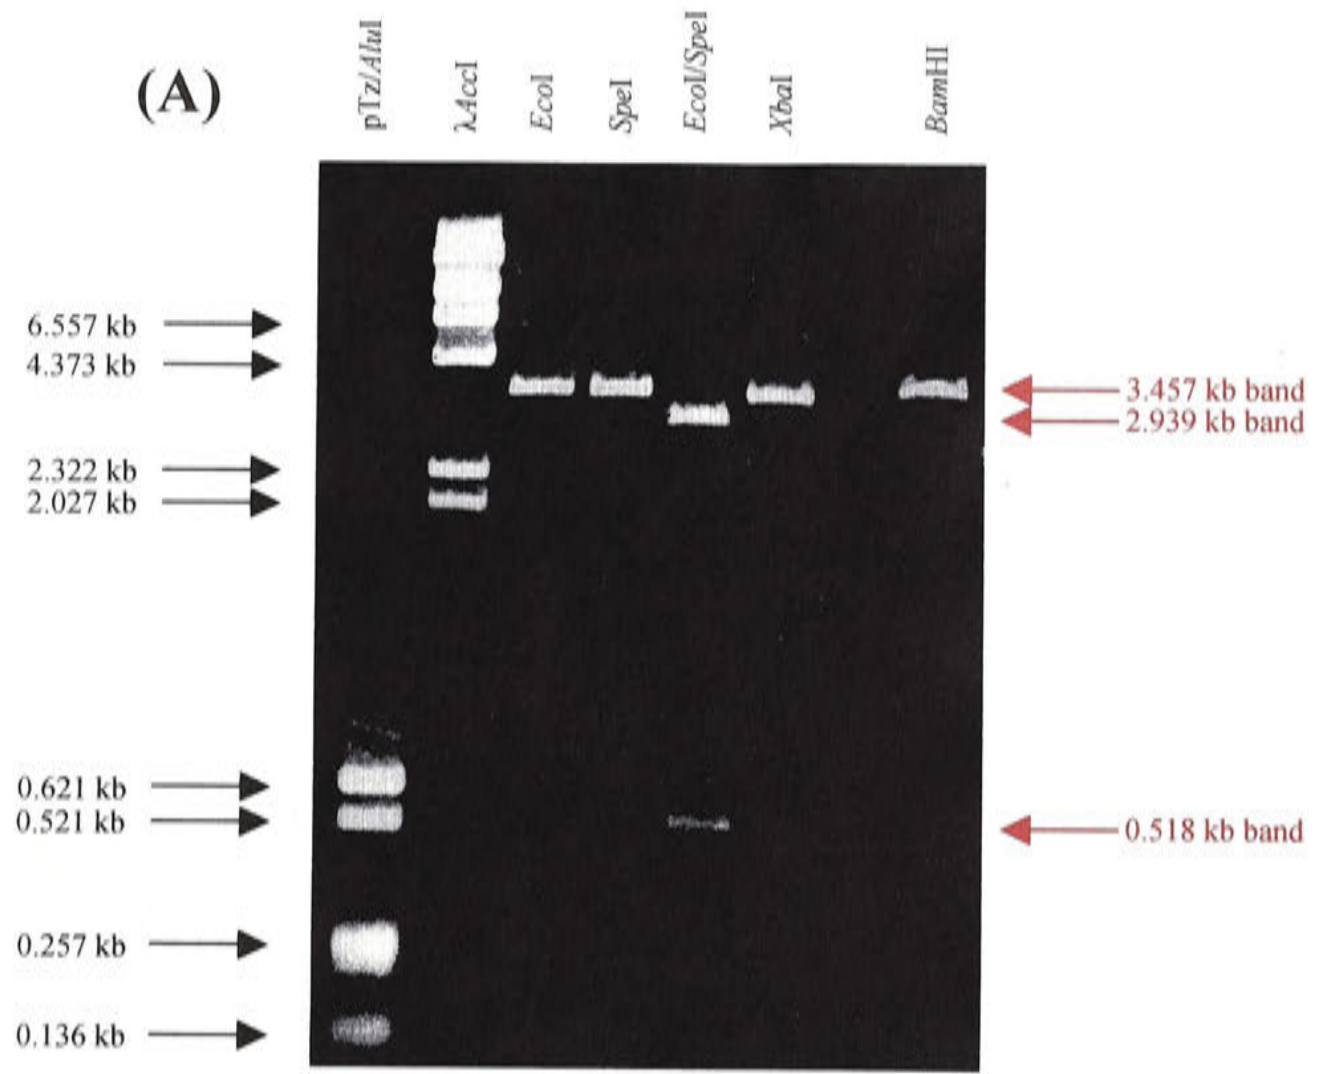 (A)
pTz/AluI
λAccI
EcoI
SpeI
EcoI/SpeI
XbaI
BamHI
6.557 kb
4.373 kb
2.322 kb
2.027 kb
0.621 kb
0.521 kb
0.257 kb
0.136 kb
3.457 kb band
2.939 kb band
0.518 kb band